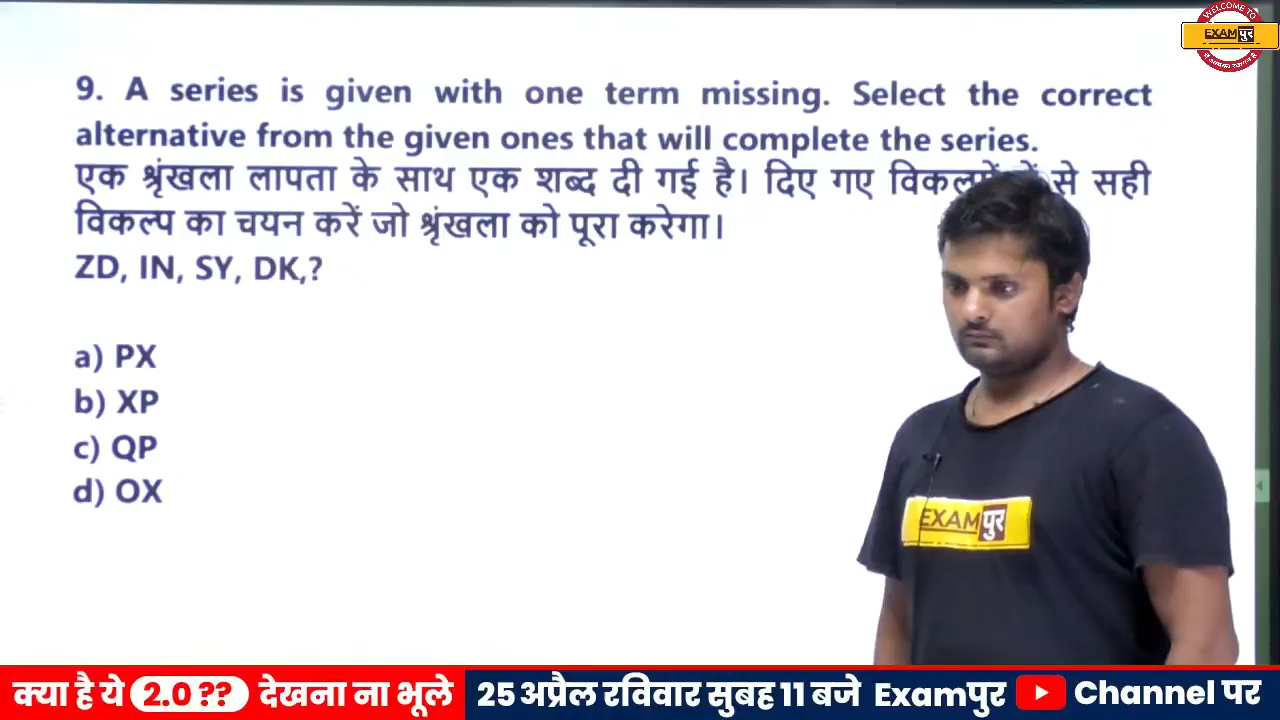 WELCOME TO
EXAMपुर
9. A series is given with one term missing. Select the correct
alternative from the given ones that will complete the series.
एक श्रृंखला लापता के साथ एक शब्द दी गई है। दिए गए से सही
विकल्प का चयन करें जो श्रृंखला को पूरा करेगा।
ZD, IN, SY, DK,?
a) PX
b) XP
c) QP
d) OX
EXAMपुर
क्या है ये 2.0 ?? देखना ना भूले 25 अप्रैल रविवार सुबह 11 बजे Examपुर Channel पर